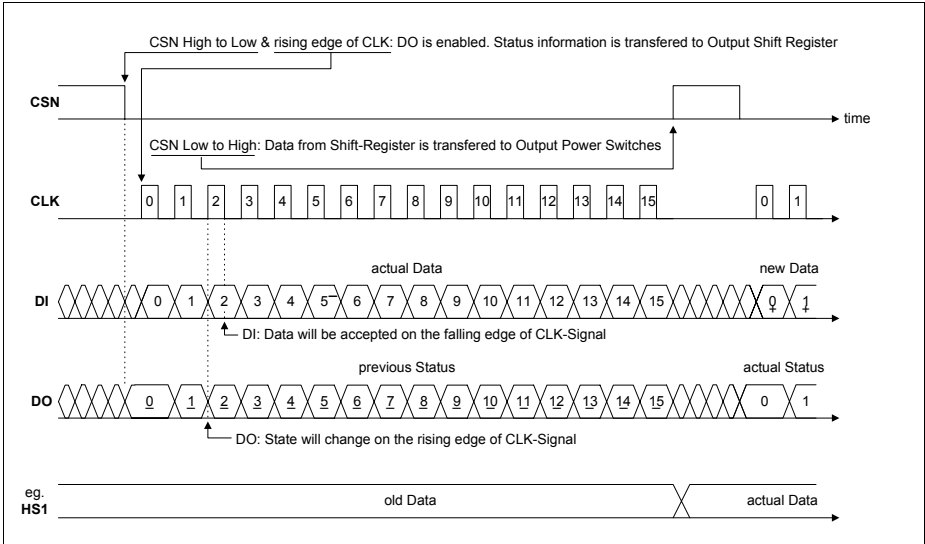 CSN High to Low & rising edge of CLK: DO is enabled. Status information is transfered to Output Shift Register
CSN
time
CSN Low to High: Data from Shift-Register is transfered to Output Power Switches
CLK
0 1 2 3 4 5 6 7 8 9 10 11 12 13 14 15 0 1
actual Data
new Data
DI
0 1 2 3 4 5 6 7 8 9 10 11 12 13 14 15 0 1
+ +
DI: Data will be accepted on the falling edge of CLK-Signal
previous Status
actual Status
DO
0 1 2 3 4 5 6 7 8 9 10 11 12 13 14 15 0 1
DO: State will change on the rising edge of CLK-Signal
eg.
HS1
old Data
actual Data